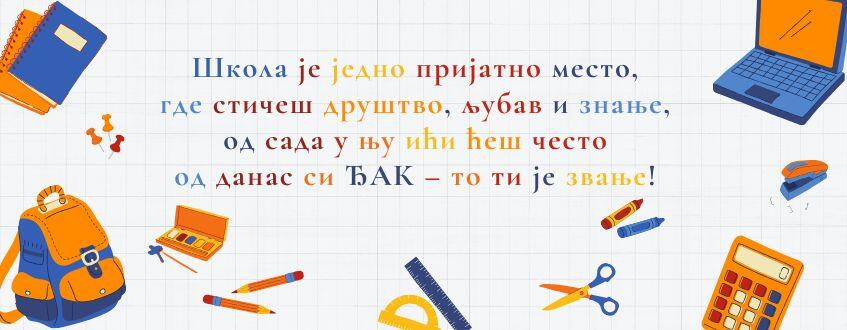 Школа је једно пријатно место,
где стичеш друштво, љубав и знање,
од сада у њу ићи ћеш често
од данас си ЂАК – то ти је звање!
0